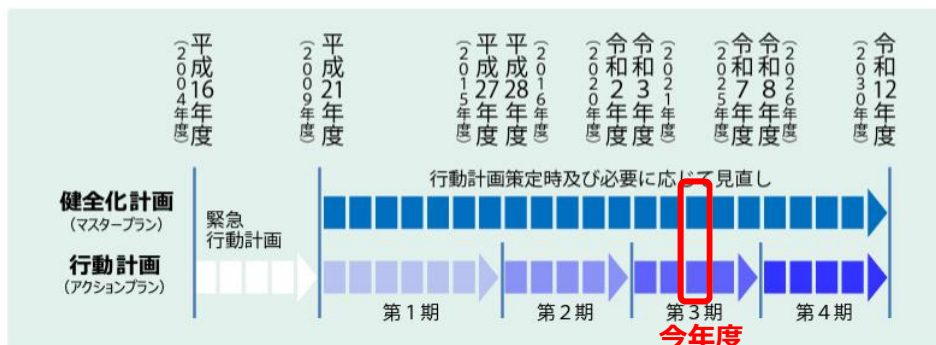 平成16年度
(2004年度)
平成21年度
(2009年度)
平成27年度
(2015年度)
平成28年度
(2016年度)
令和2年度
(2020年度)
令和3年度
(2021年度)
令和7年度
(2025年度)
令和8年度
(2026年度)
令和12年度
(2030年度)
行動計画策定時及び必要に応じて見直し
健全化計画
(マスタープラン)
緊急
行動計画
行動計画
(アクションプラン)
第1期
第2期
第3期
第4期
今年度